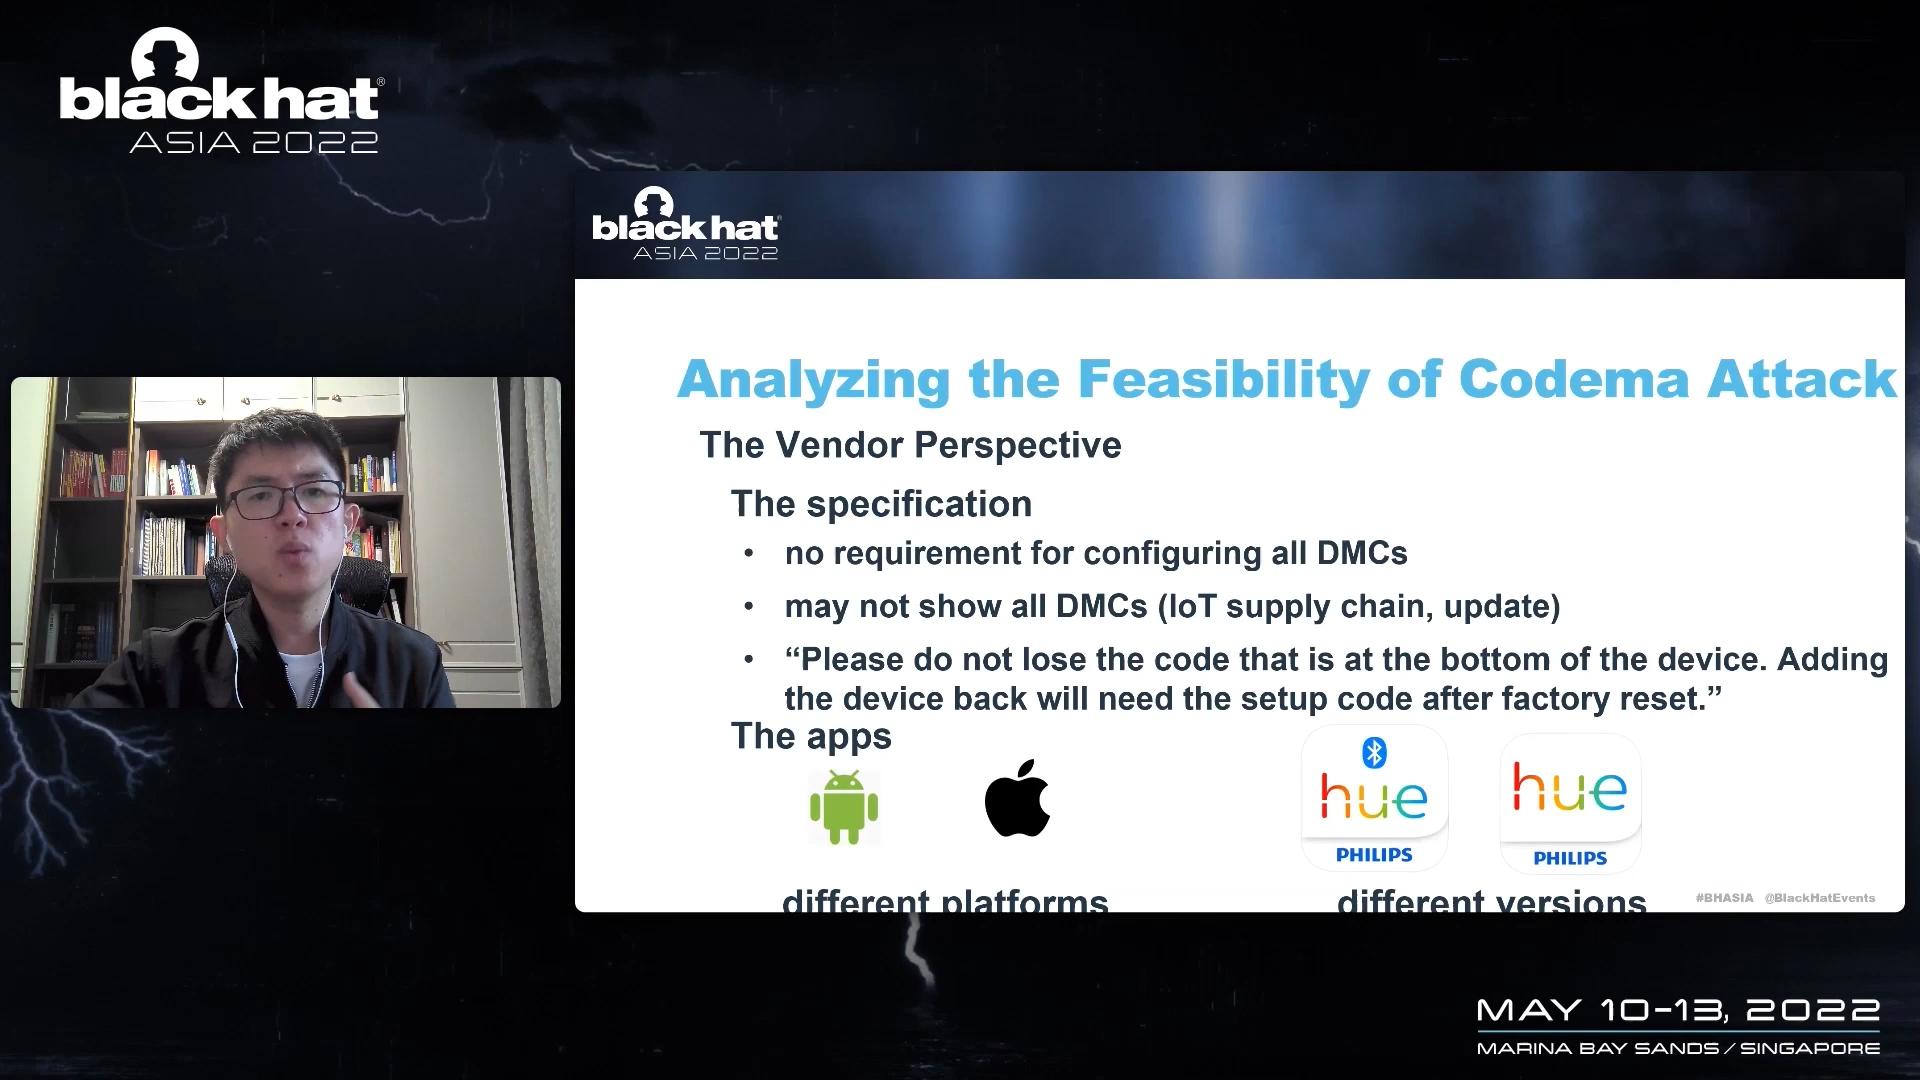 black hat®
ASIA 2022
black hat
ASIA 2022
Analyzing the Feasibility of Codema Attack
The Vendor Perspective
The specification
• no requirement for configuring all DMCs
• may not show all DMCs (IoT supply chain, update)
• “Please do not lose the code that is at the bottom of the device. Adding
the device back will need the setup code after factory reset.”
The apps
hue
PHILIPS
hue
PHILIPS
different platforms
different versions
#BHASIA @BlackHatEvents
MAY 10-13, 2022
MARINA BAY SANDS / SINGAPORE